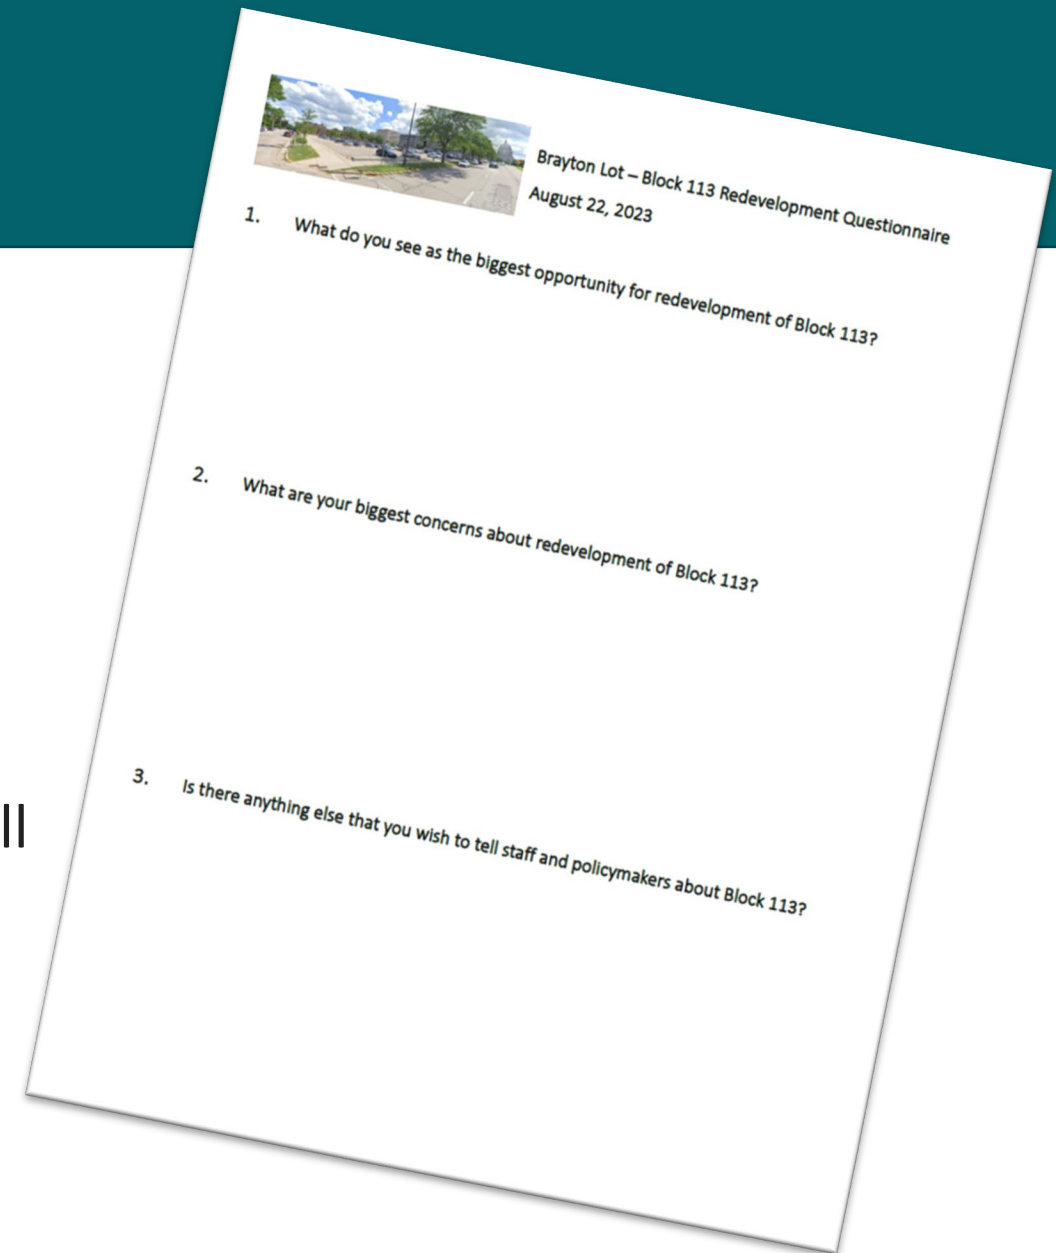 Brayton Lot – Block 113 Redevelopment Questionnaire
August 22, 2023
1. What do you see as the biggest opportunity for redevelopment of Block 113?
2. What are your biggest concerns about redevelopment of Block 113?
3. Is there anything else that you wish to tell staff and policymakers about Block 113?